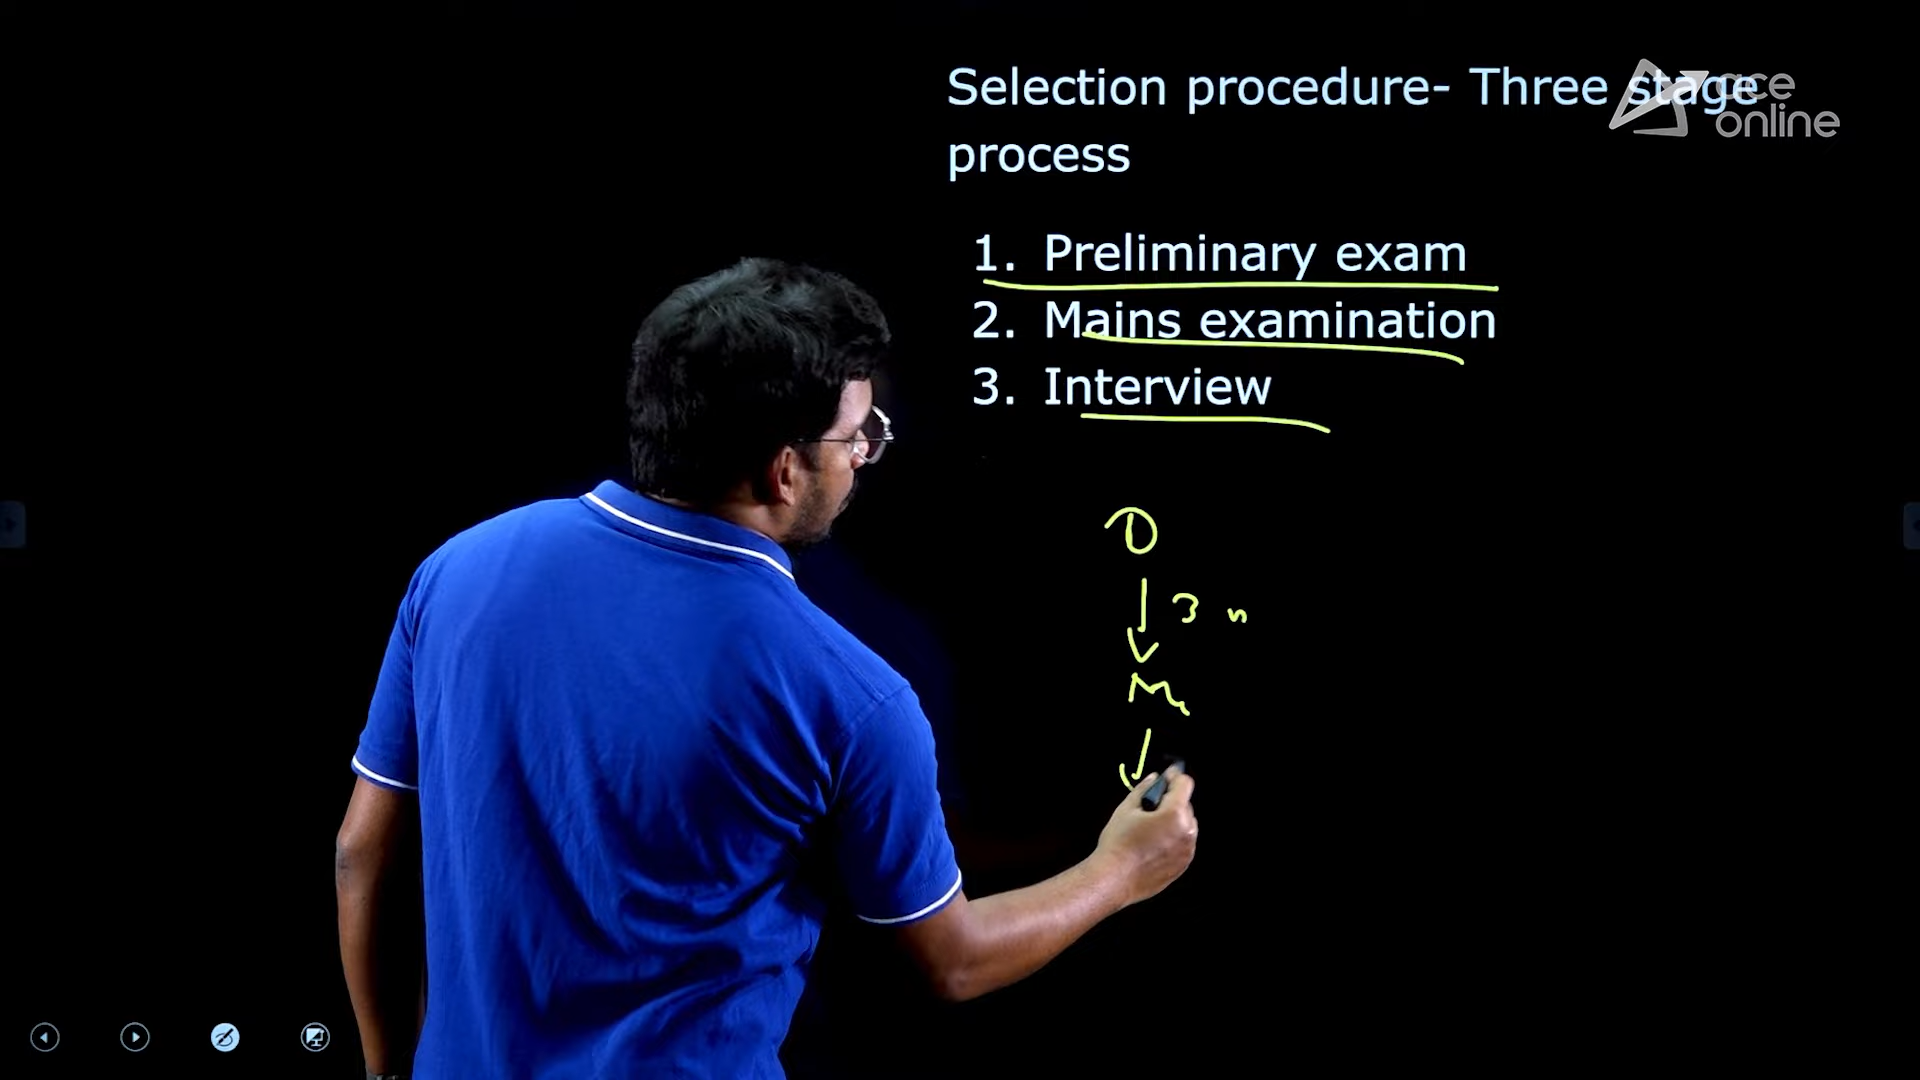 Selection procedure- Three stage
process
ace
online
1. Preliminary exam
2. Mains examination
3. Interview
3
M